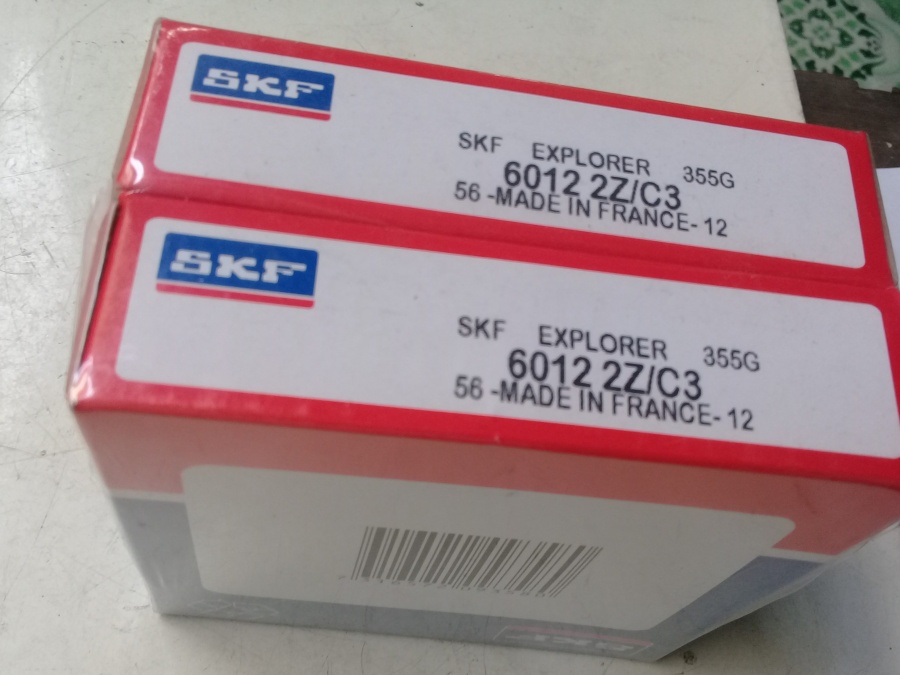 SKF
SKF EXPLORER 355G
6012 2Z/C3
56 -MADE IN FRANCE- 12
SKF
SKF EXPLORER 355G
6012 2Z/C3
56 -MADE IN FRANCE- 12
SKF